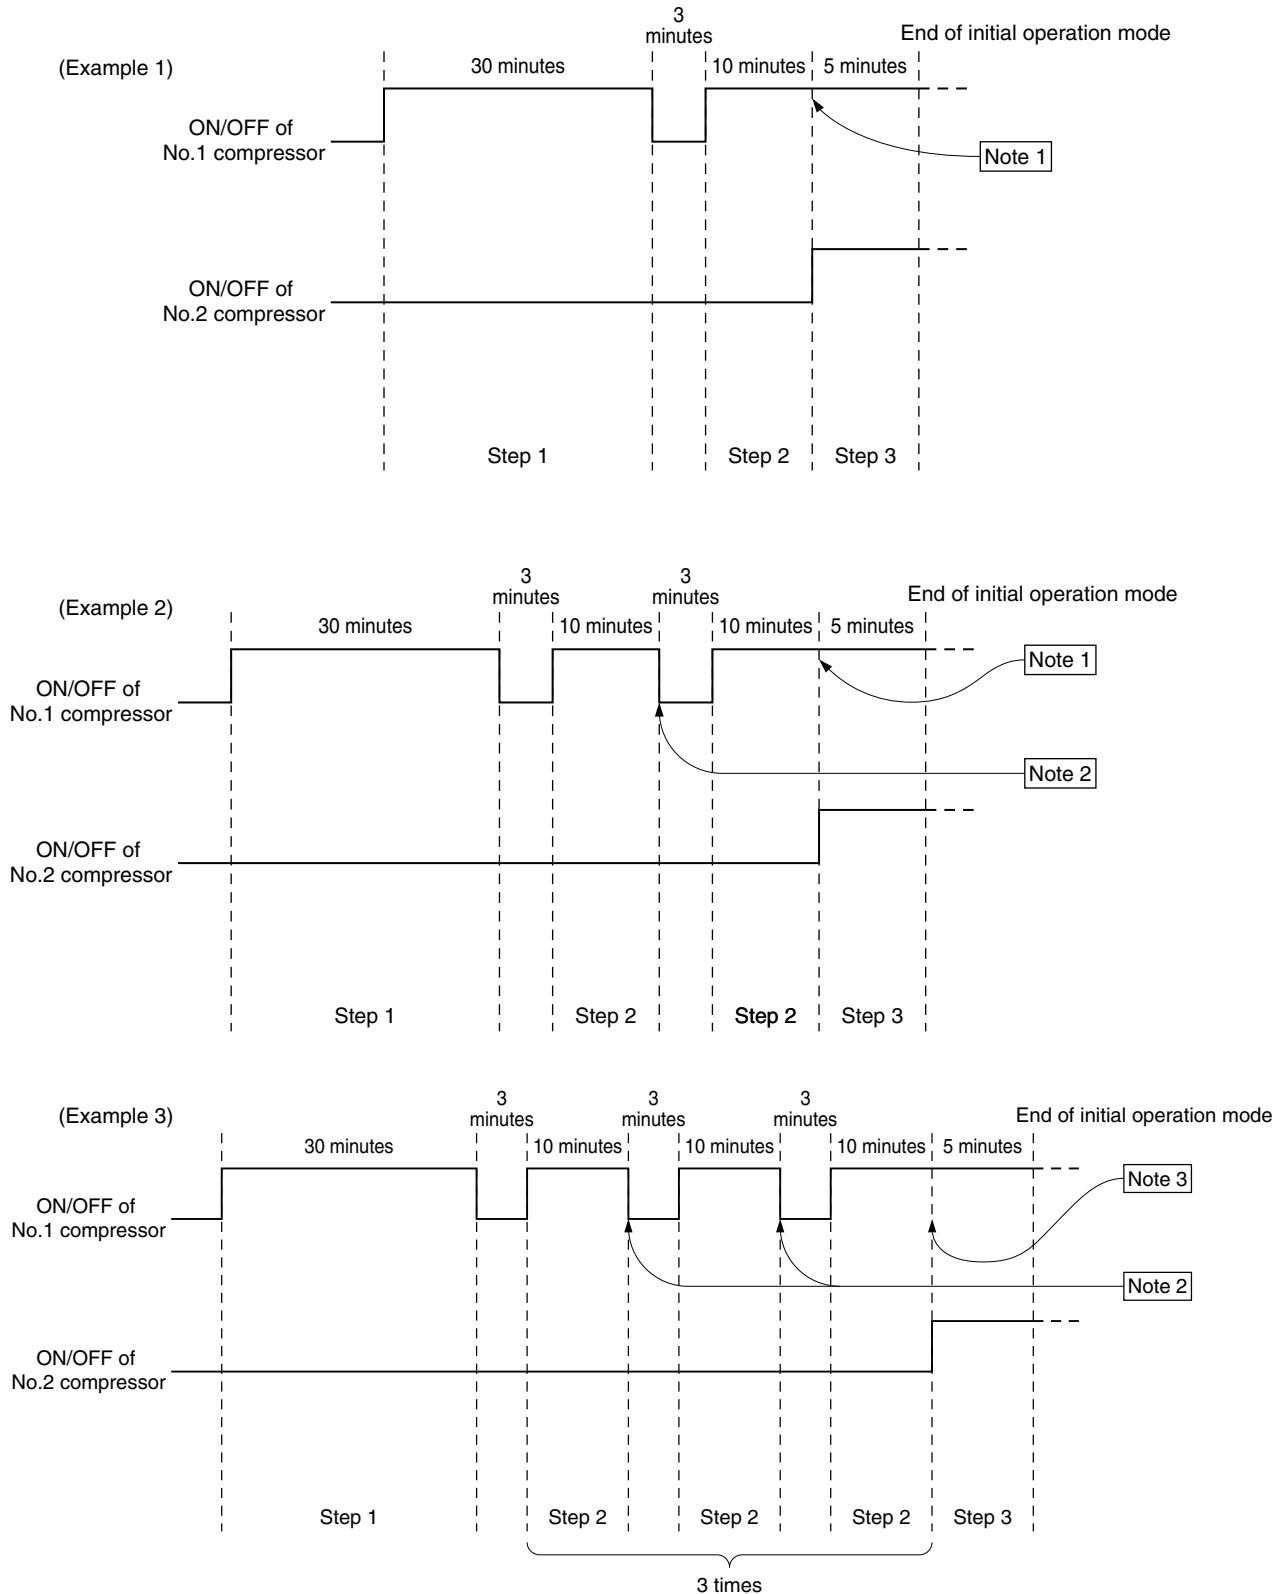 3
minutes
End of initial operation mode
(Example 1)
30 minutes
10 minutes
5 minutes
ON/OFF of
No.1 compressor
Note 1
ON/OFF of
No.2 compressor
Step 1
Step 2
Step 3
3
minutes
3
minutes
End of initial operation mode
(Example 2)
30 minutes
10 minutes
10 minutes
5 minutes
Note 1
ON/OFF of
No.1 compressor
Note 2
ON/OFF of
No.2 compressor
Step 1
Step 2
Step 2
Step 3
3
minutes
3
minutes
3
minutes
End of initial operation mode
(Example 3)
30 minutes
10 minutes
10 minutes
10 minutes
5 minutes
Note 3
ON/OFF of
No.1 compressor
Note 2
ON/OFF of
No.2 compressor
Step 1
Step 2
Step 2
Step 2
Step 3
3 times